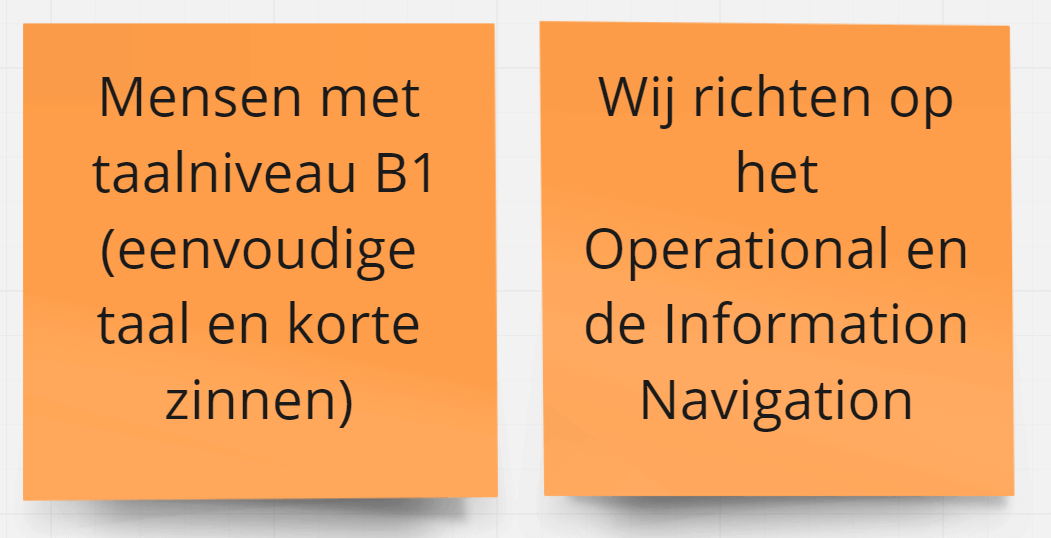 Mensen met
taalniveau B1
(eenvoudige
taal en korte
zinnen)
Wij richten op
het
Operational en
de Information
Navigation